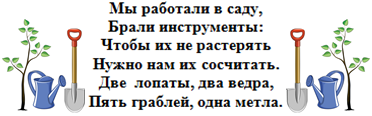 Мы работали в саду,
Брали инструменты:
Чтобы их не растерять
Нужно нам их сосчитать.
Две лопаты, два ведра,
Пять граблей, одна метла.